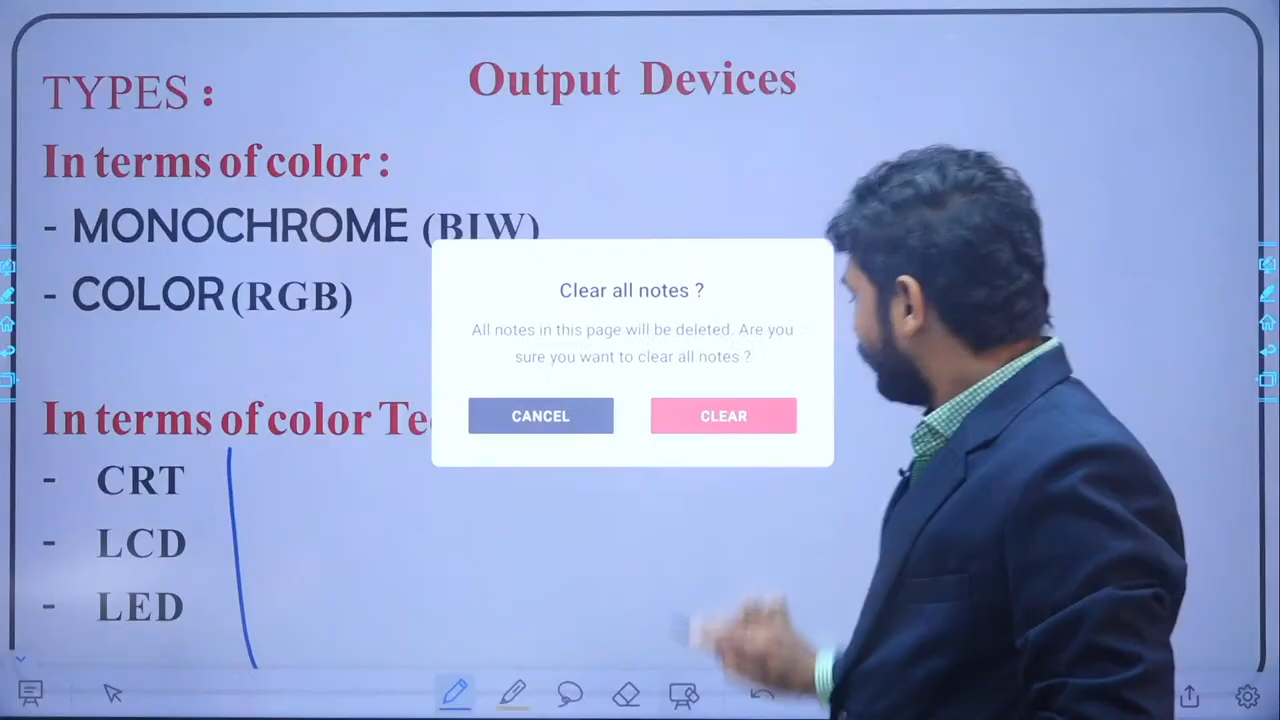 Output Devices
TYPES :
In terms of color :
- MONOCHROME (BIW)
- COLOR (RGB)
Clear all notes ?
All notes in this page will be deleted. Are you
sure you want to clear all notes ?
CANCEL CLEAR
In terms of color Te
- CRT
- LCD
- LED